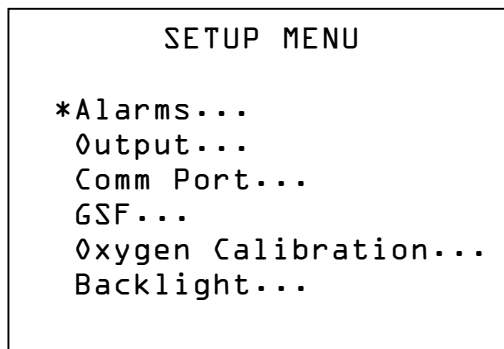 SETUP MENU
*Alarms...
Output...
Comm Port...
GSF...
Oxygen Calibration...
Backlight...